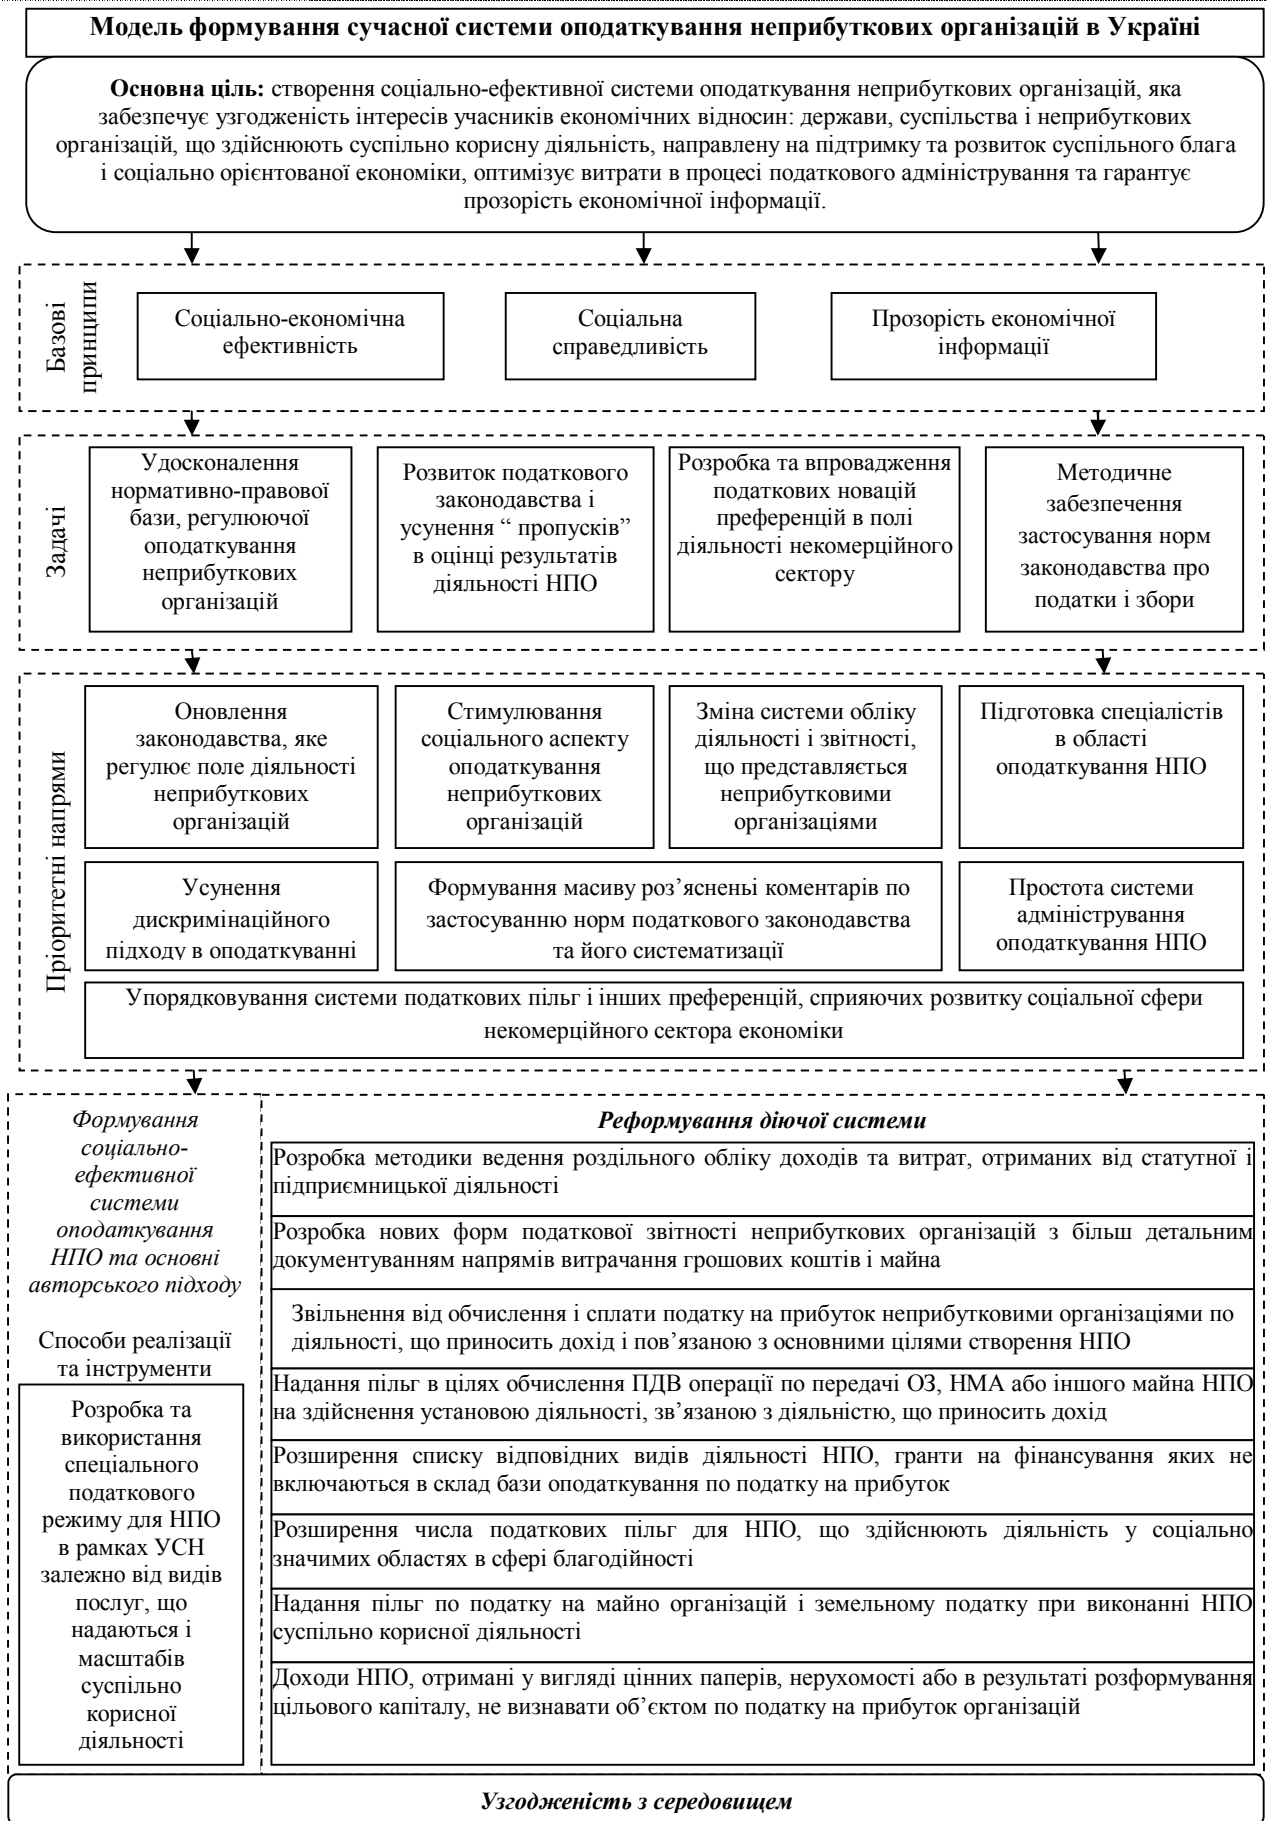 Модель формування сучасної системи оподаткування неприбуткових організацій в Україні
Основна ціль: створення соціально-ефективної системи оподаткування неприбуткових організацій, яка
забезпечує узгодженість інтересів учасників економічних відносин: держави, суспільства і неприбуткових
організацій, що здійснюють суспільно корисну діяльність, направлену на підтримку та розвиток суспільного блага
і соціально орієнтованої економіки, оптимізує витрати в процесі податкового адміністрування та гарантує
прозорість економічної інформації.
Базові
принципи
Соціально-економічна
ефективність
Соціальна
справедливість
Прозорість економічної
інформації
Задачі
Удосконалення
нормативно-правової
бази, регулюючої
оподаткування
неприбуткових
організацій
Розвиток податкового
законодавства і
усунення “ пропусків”
в оцінці результатів
діяльності НПО
Розробка та впровадження
податкових новацій
преференцій в полі
діяльності некомерційного
сектору
Методичне
забезпечення
застосування норм
законодавства про
податки і збори
Пріоритетні напрями
Оновлення
законодавства, яке
регулює поле діяльності
неприбуткових
організацій
Стимулювання
соціального аспекту
оподаткування
неприбуткових
організацій
Зміна системи обліку
діяльності і звітності,
що представляється
неприбутковими
організаціями
Підготовка спеціалістів
в області
оподаткування НПО
Усунення
дискримінаційного
підходу в оподаткуванні
Формування масиву роз’ясненьі коментарів по
застосуванню норм податкового законодавства
та його систематизації
Простота системи
адміністрування
оподаткування НПО
Упорядковування системи податкових пільг і інших преференцій, сприяючих розвитку соціальної сфери
некомерційного сектора економіки
Формування
соціально-
ефективної
системи
оподаткування
НПО та основні
авторського підходу
Способи реалізації
та інструменти
Розробка та
використання
спеціального
податкового
режиму для НПО
в рамках УСН
залежно від видів
послуг, що
надаються і
масштабів
суспільно
корисної
діяльності
Реформування діючої системи
Розробка методики ведення роздільного обліку доходів та витрат, отриманих від статутної і
підприємницької діяльності
Розробка нових форм податкової звітності неприбуткових організацій з більш детальним
документуванням напрямів витрачання грошових коштів і майна
Звільнення від обчислення і сплати податку на прибуток неприбутковими організаціями по
діяльності, що приносить дохід і пов’язаною з основними цілями створення НПО
Надання пільг в цілях обчислення ПДВ операції по передачі ОЗ, НМА або іншого майна НПО
на здійснення установою діяльності, зв’язаною з діяльністю, що приносить дохід
Розширення списку відповідних видів діяльності НПО, гранти на фінансування яких не
включаються в склад бази оподаткування по податку на прибуток
Розширення числа податкових пільг для НПО, що здійснюють діяльність у соціально
значимих областях в сфері благодійності
Надання пільг по податку на майно організацій і земельному податку при виконанні НПО
суспільно корисної діяльності
Доходи НПО, отримані у вигляді цінних паперів, нерухомості або в результаті розформування
цільового капіталу, не визнавати об’єктом по податку на прибуток організацій
Узгодженість з середовищем